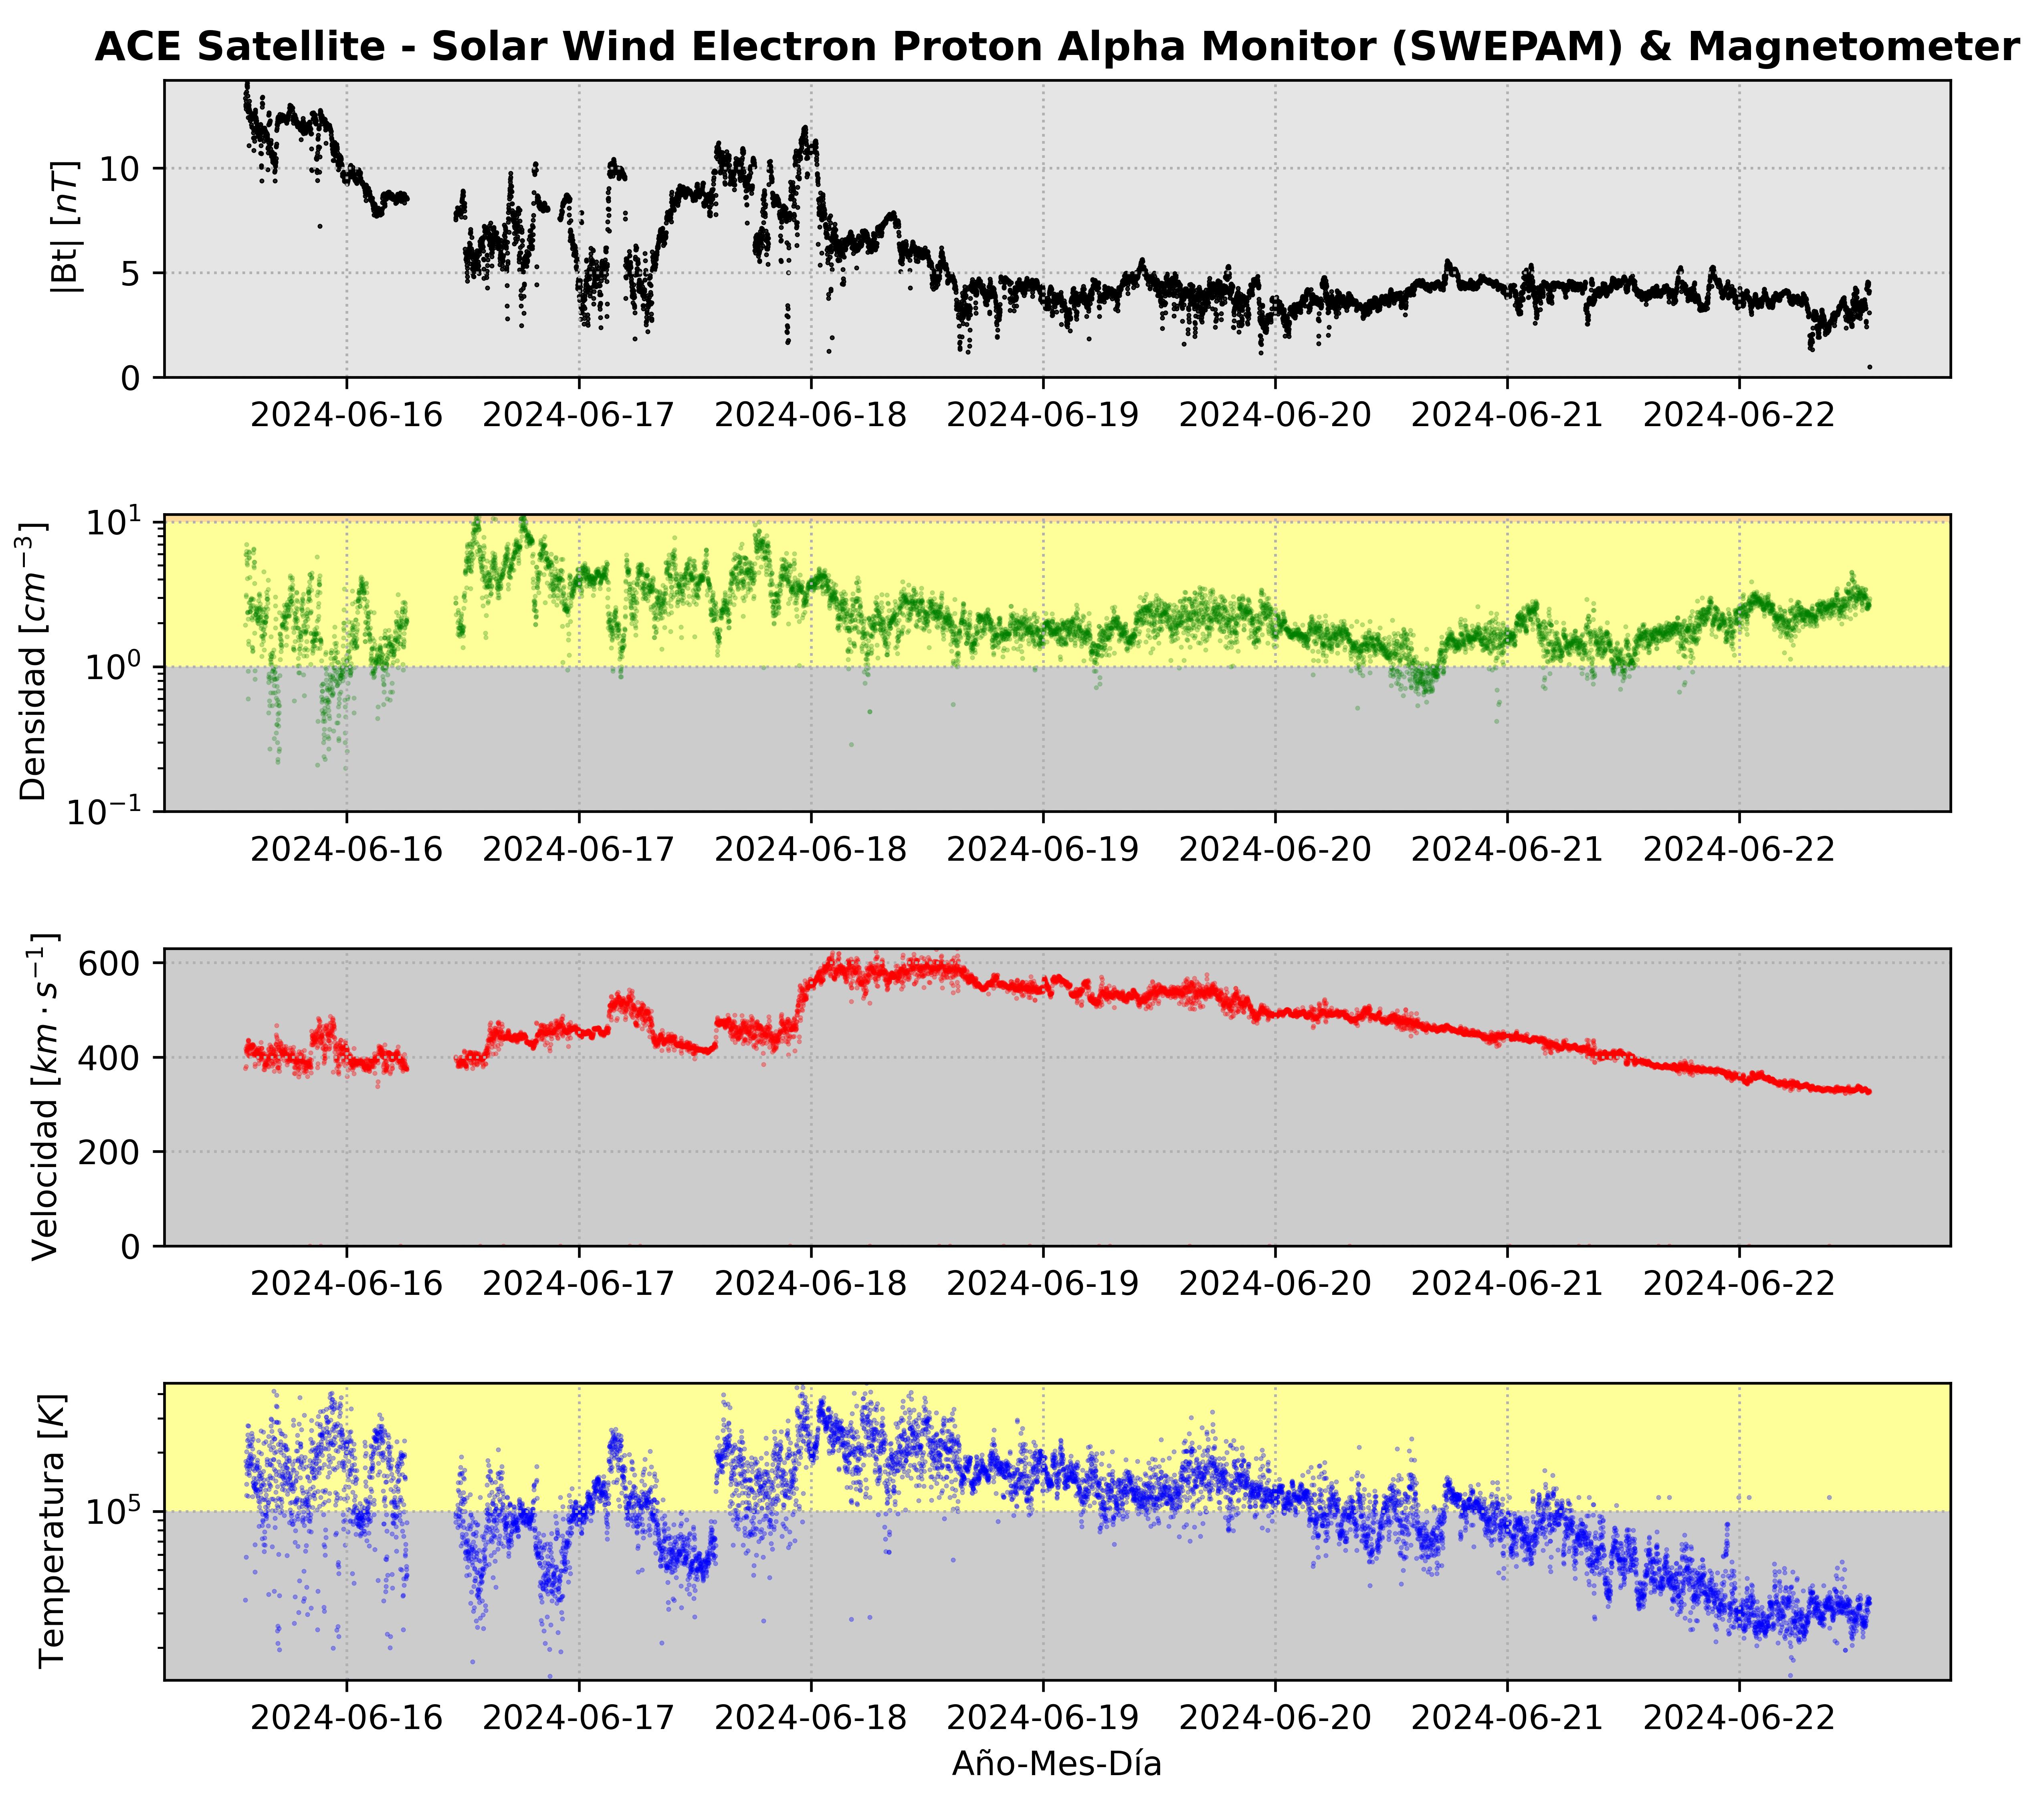 ACE Satellite - Solar Wind Electron Proton Alpha Monitor (SWEPAM) & Magnetometer
|Bt| [nT]
10
5
0
2024-06-16 2024-06-17 2024-06-18 2024-06-19 2024-06-20 2024-06-21 2024-06-22
Densidad [cm⁻³]
10¹
10⁰
10⁻¹
2024-06-16 2024-06-17 2024-06-18 2024-06-19 2024-06-20 2024-06-21 2024-06-22
Velocidad [km · s⁻¹]
600
400
200
0
2024-06-16 2024-06-17 2024-06-18 2024-06-19 2024-06-20 2024-06-21 2024-06-22
Temperatura [K]
10⁵
2024-06-16 2024-06-17 2024-06-18 2024-06-19 2024-06-20 2024-06-21 2024-06-22
Año-Mes-Día